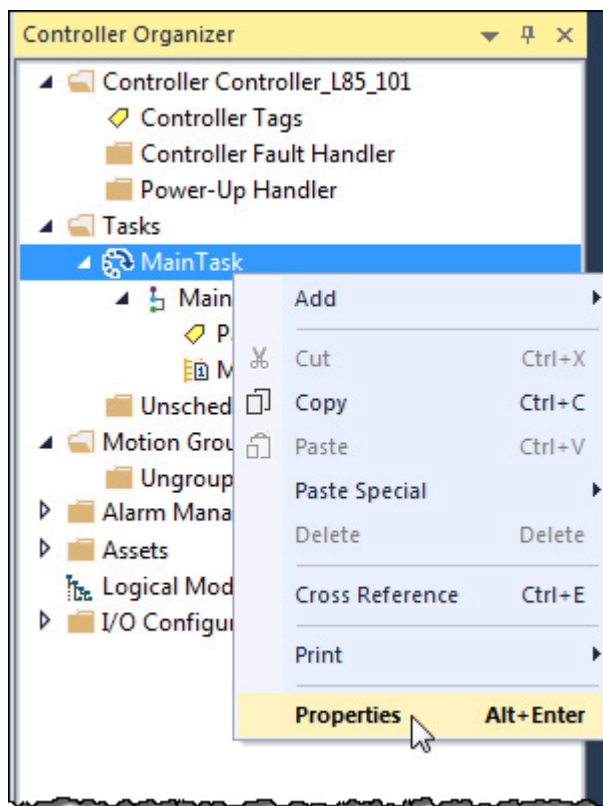 Controller Organizer
Controller Controller_L85_101
Controller Tags
Controller Fault Handler
Power-Up Handler
Tasks
MainTask
Main
P
M
Unsched
Motion Grou
Ungroup
Alarm Mana
Assets
Logical Mod
I/O Configu
Add
Cut Ctrl+X
Copy Ctrl+C
Paste Ctrl+V
Paste Special
Delete Delete
Cross Reference Ctrl+E
Print
Properties Alt+Enter